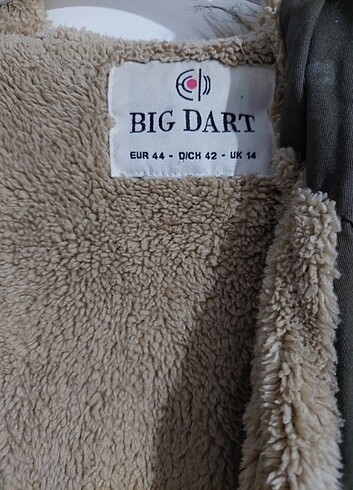 BIG DART
EUR 44 - D/CH 42 - UK 14